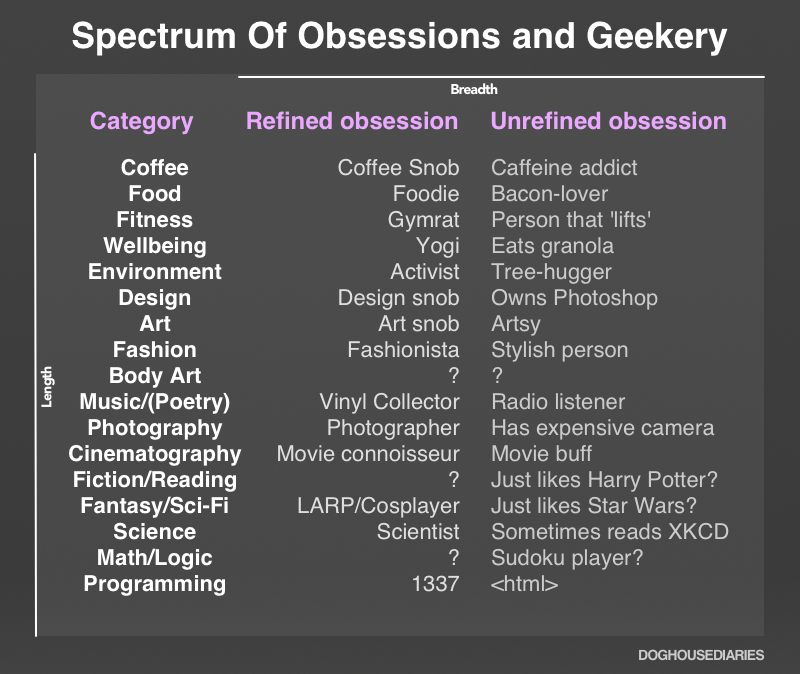 Spectrum Of Obsessions and Geekery
Breadth
Category Refined obsession Unrefined obsession
Coffee Coffee Snob Caffeine addict
Food Foodie Bacon-lover
Fitness Gymrat Person that 'lifts'
Wellbeing Yogi Eats granola
Environment Activist Tree-hugger
Design Design snob Owns Photoshop
Art Art snob Artsy
Fashion Fashionista Stylish person
Body Art ? ?
Length
Music/(Poetry) Vinyl Collector Radio listener
Photography Photographer Has expensive camera
Cinematography Movie connoisseur Movie buff
Fiction/Reading ? Just likes Harry Potter?
Fantasy/Sci-Fi LARP/Cosplayer Just likes Star Wars?
Science Scientist Sometimes reads XKCD
Math/Logic ? Sudoku player?
Programming 1337 <html>
DOGHOUSEDIARIES